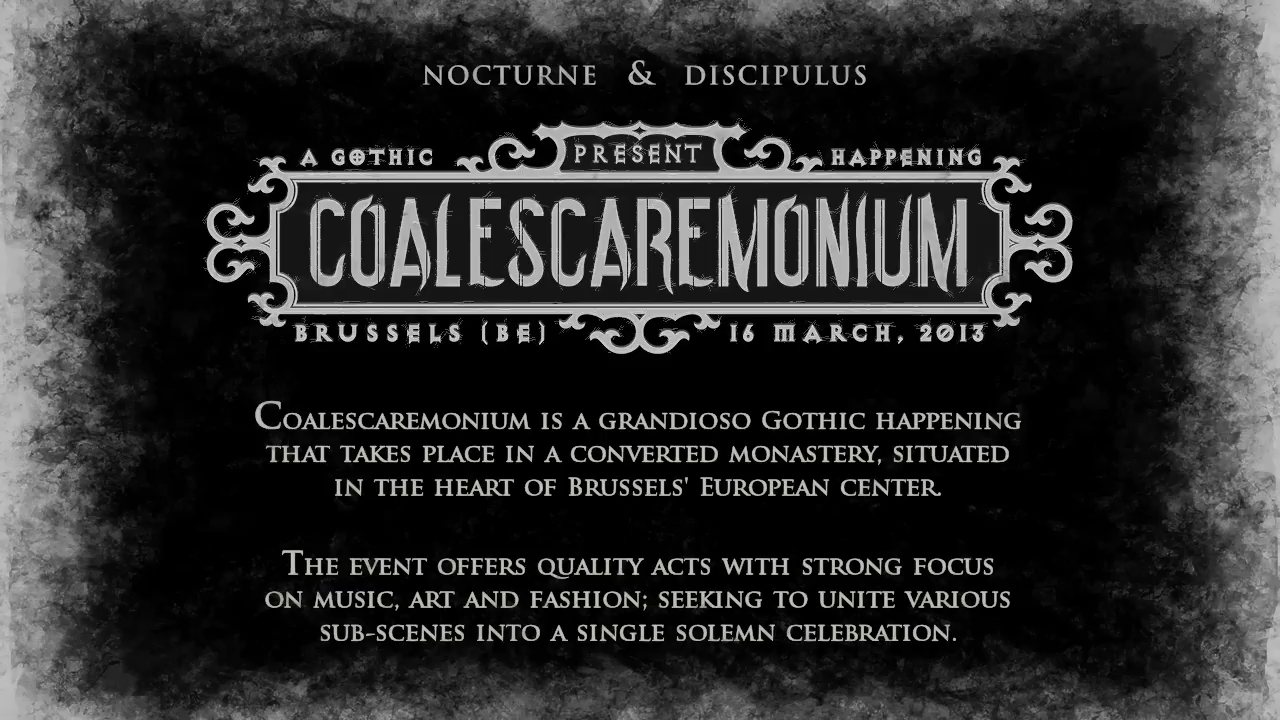 NOCTURNE & DISCIPULUS
A GOTHIC PRESENT HAPPENING
COALESCAREMONIUM
BRUSSELS (BE) 16 MARCH, 2013
COALESCAREMONIUM IS A GRANDIOSO GOTHIC HAPPENING
THAT TAKES PLACE IN A CONVERTED MONASTERY, SITUATED
IN THE HEART OF BRUSSELS' EUROPEAN CENTER.
THE EVENT OFFERS QUALITY ACTS WITH STRONG FOCUS
ON MUSIC, ART AND FASHION; SEEKING TO UNITE VARIOUS
SUB-SCENES INTO A SINGLE SOLEMN CELEBRATION.